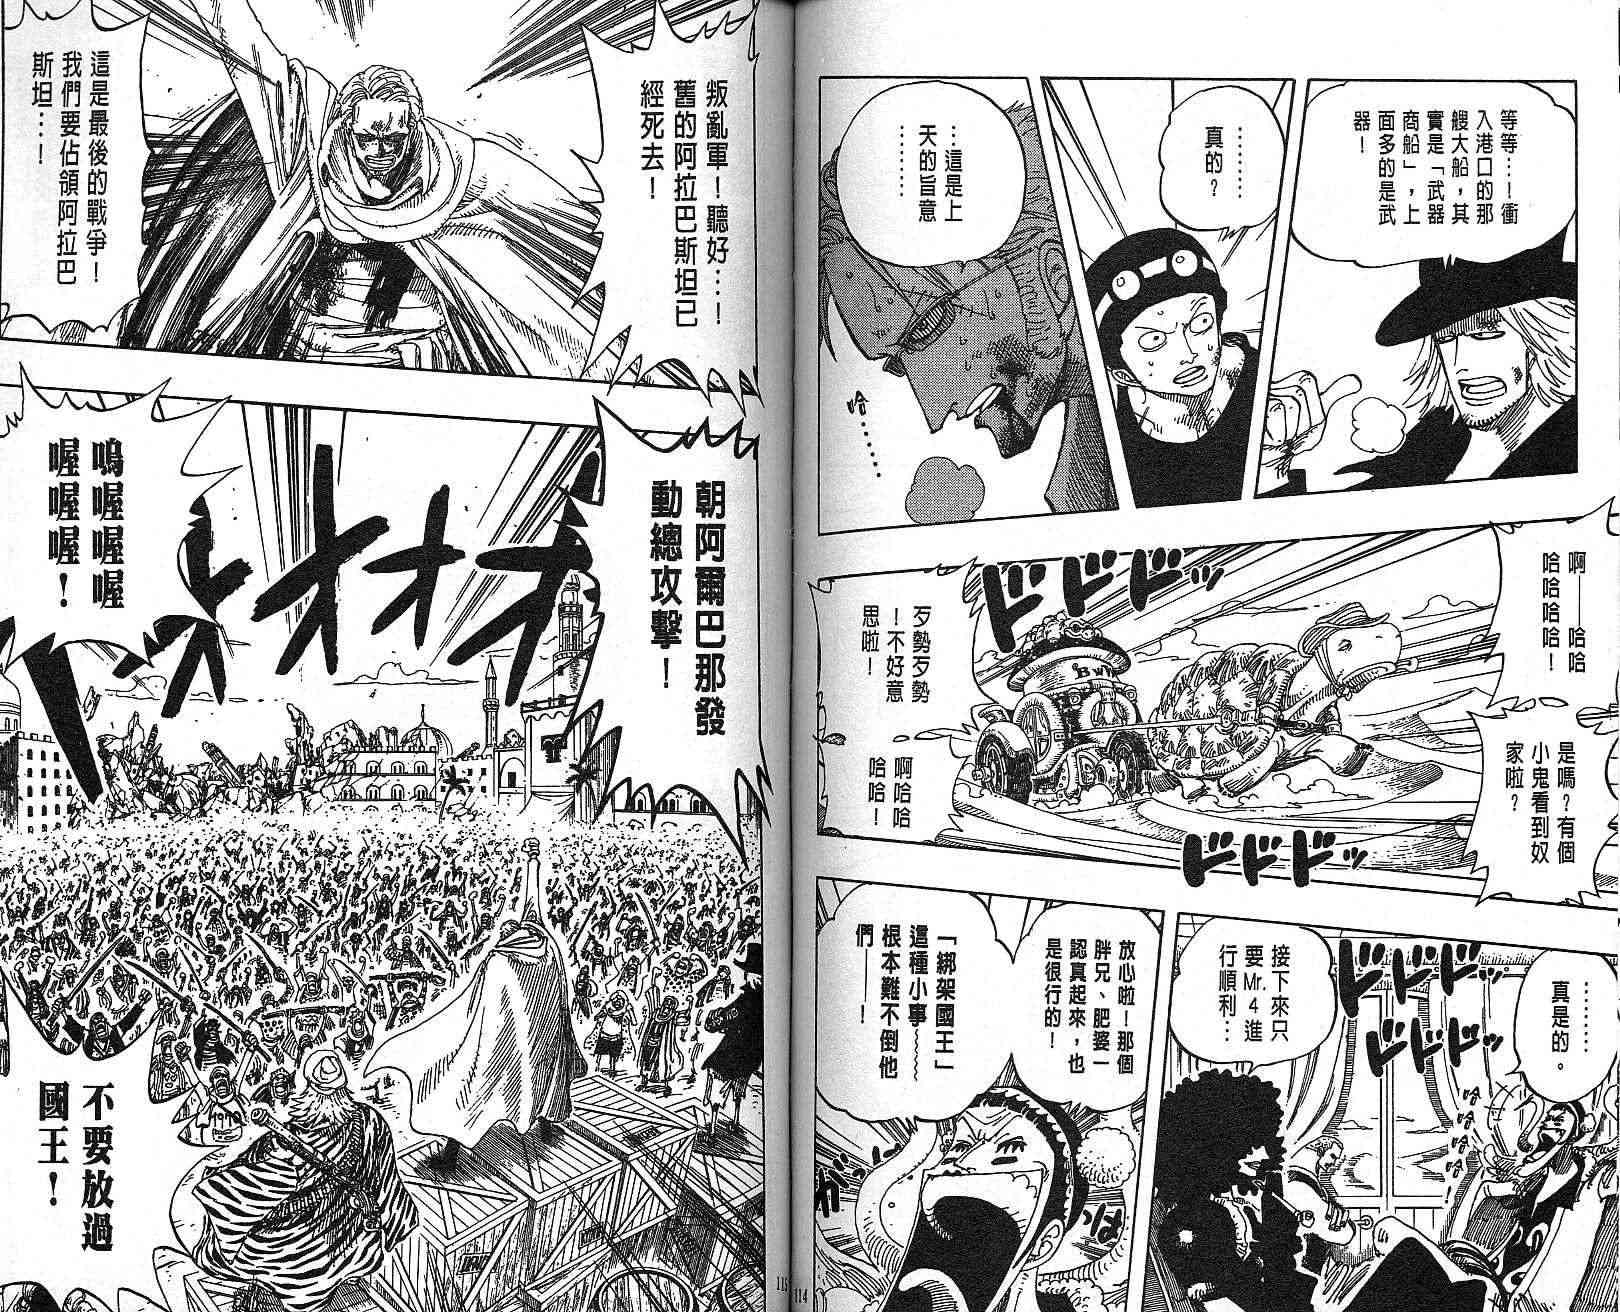 等等…！衝
入港口的那
艘大船，其
實是「武器
商船」，上
面多的是武
器！
………
真的？
…這是上
天的旨意
………
哈………
ドドドドッ
啊——哈哈
哈哈哈哈！
是嗎？有個
小鬼看到奴
家啦？
歹勢歹勢
！不好意
思啦！
啊哈哈
哈哈！
BW
ドドドドッ
………
真是的。
哈哈哈哈！
ドドドッ
ドドドッ
接下來只
要Mr.4進
行順利…
放心啦！那個
胖兄、肥婆一
認真起來，也
是很行的！
「綁架國王」
這種小事～～
根本難不倒他
們——！
114
叛亂軍！聽好…！
舊的阿拉巴斯坦已
經死去！
這是最後的戰爭！
我們要佔領阿拉巴
斯坦…！
朝阿爾巴那發
動總攻擊！
オオオオ
嗚喔喔喔
喔喔喔！
不要放過
國王！
115